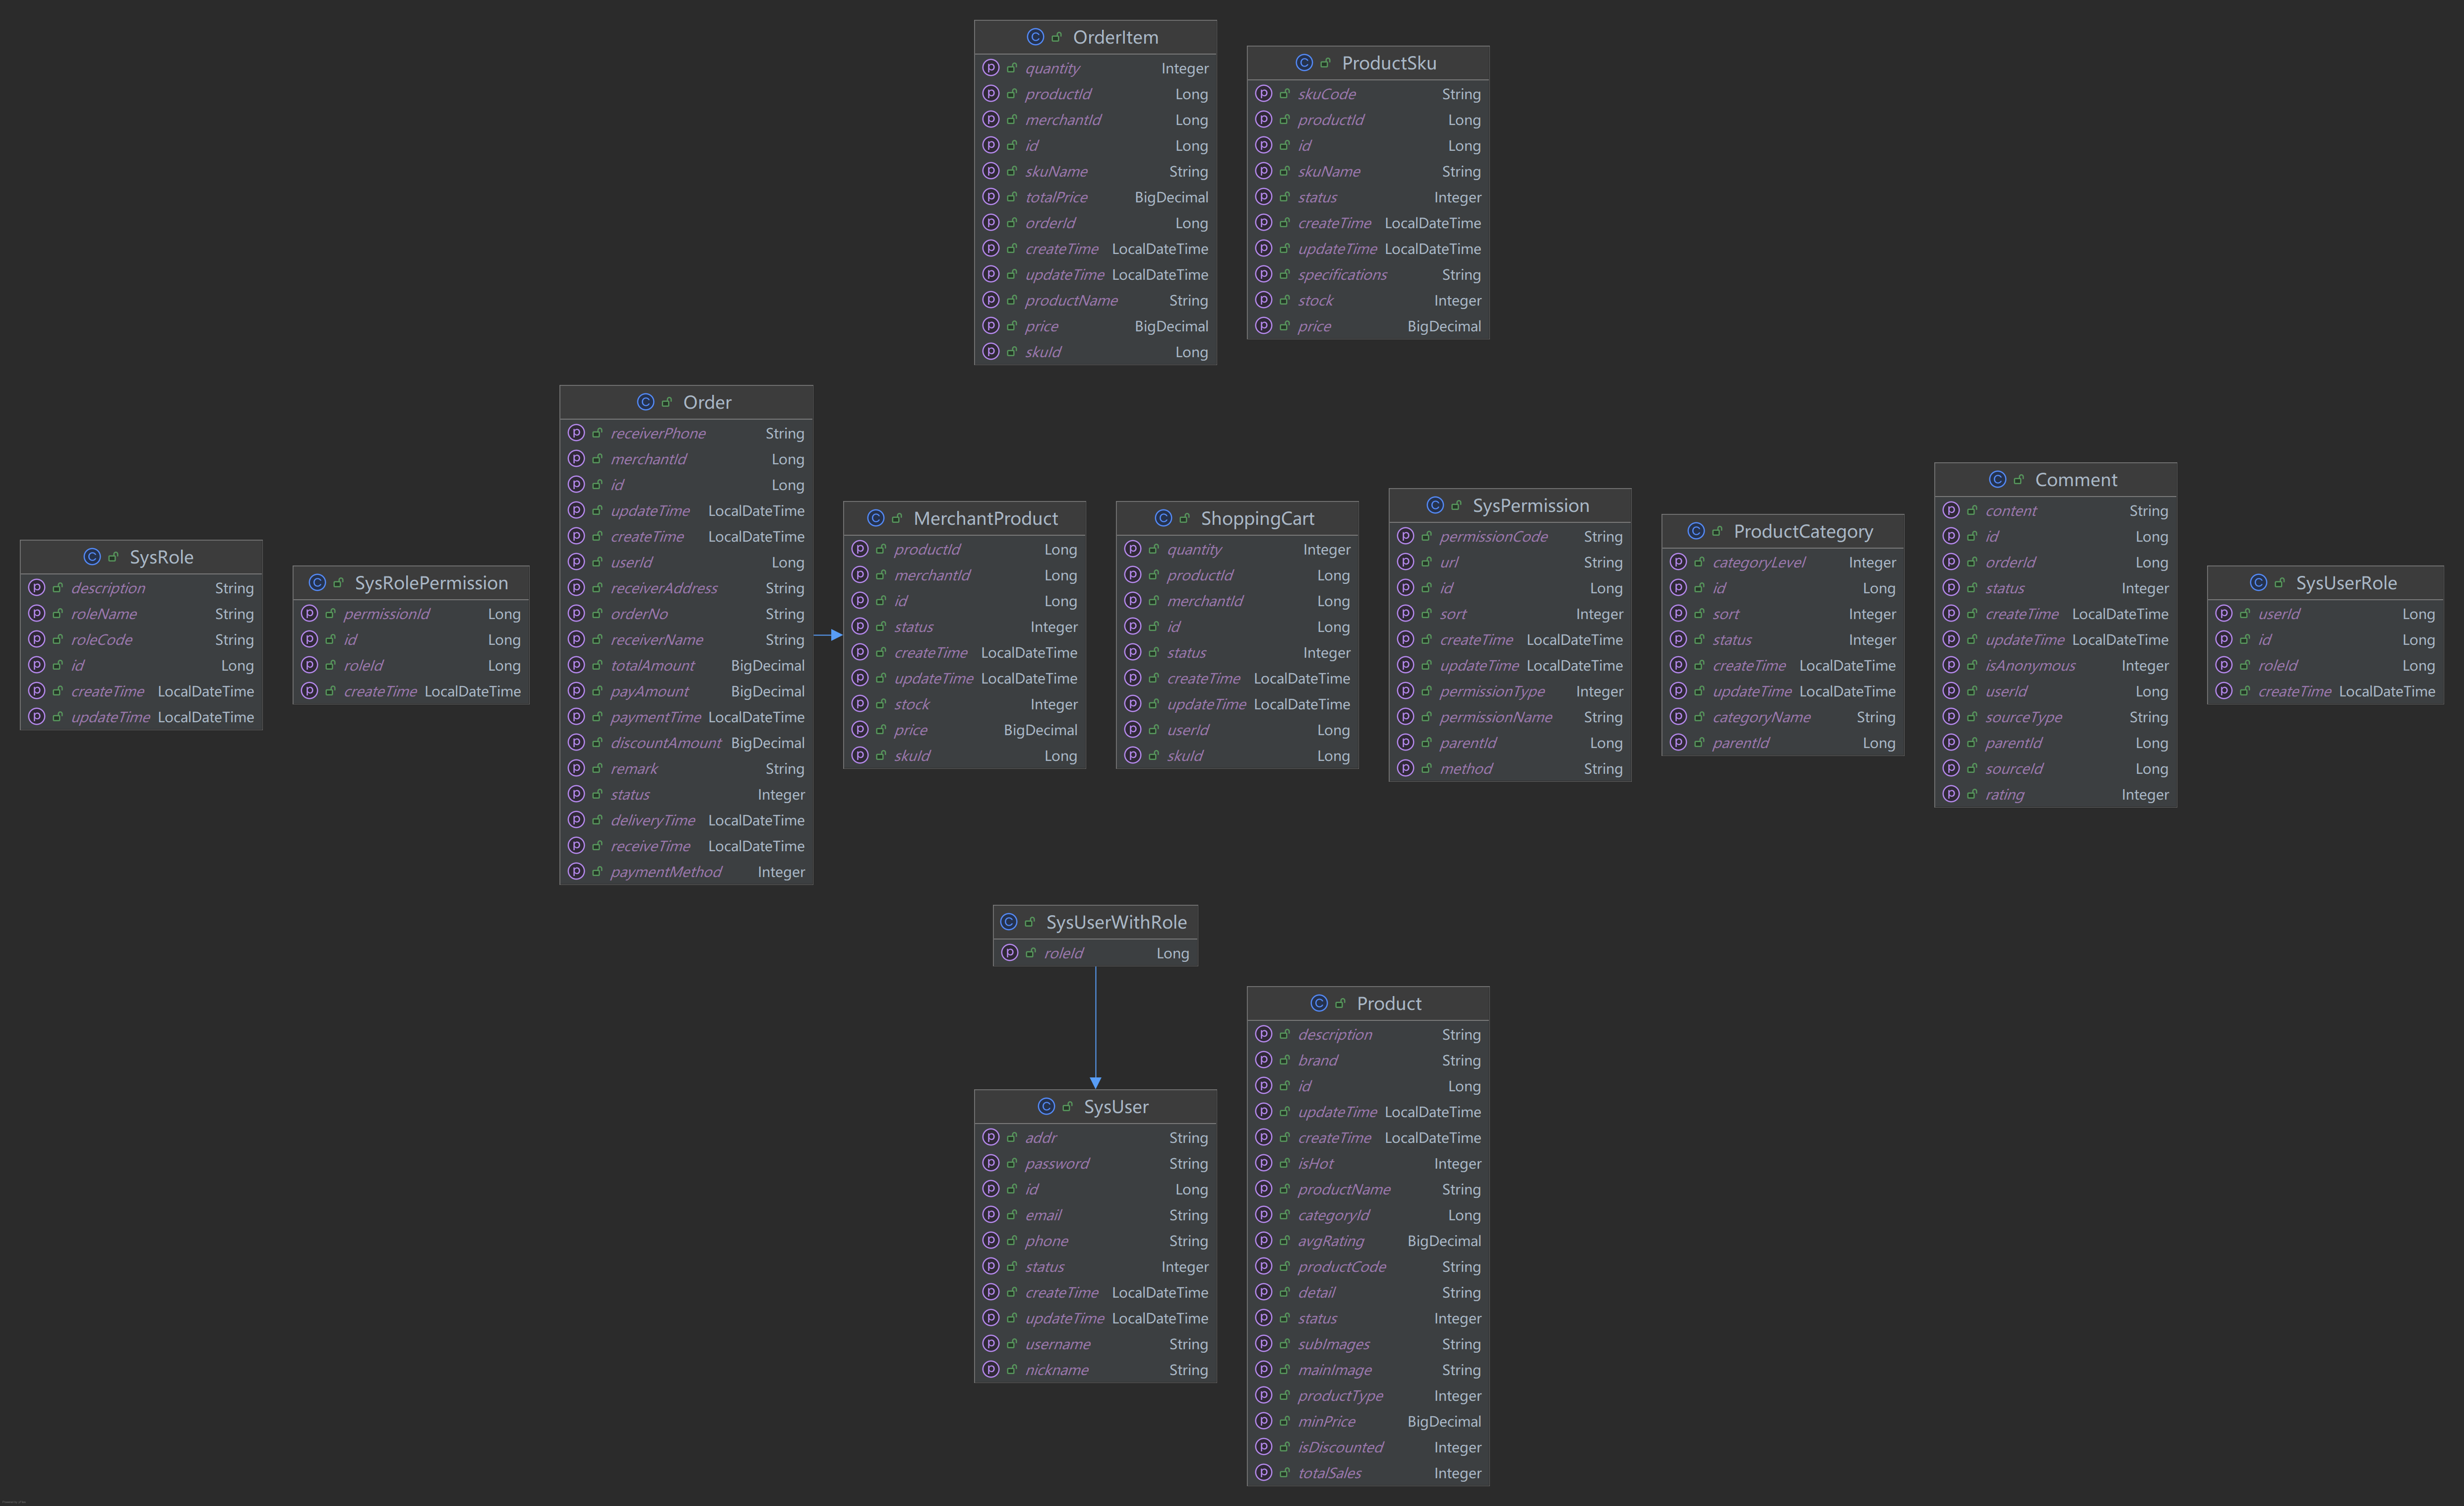 OrderItem
quantity Integer
productId Long
merchantId Long
id Long
skuName String
totalPrice BigDecimal
orderId Long
createTime LocalDateTime
updateTime LocalDateTime
productName String
price BigDecimal
skuId Long
ProductSku
skuCode String
productId Long
id Long
skuName String
status Integer
createTime LocalDateTime
updateTime LocalDateTime
specifications String
stock Integer
price BigDecimal
SysRole
description String
roleName String
roleCode String
id Long
createTime LocalDateTime
updateTime LocalDateTime
SysRolePermission
permissionId Long
id Long
roleId Long
createTime LocalDateTime
Order
receiverPhone String
merchantId Long
id Long
updateTime LocalDateTime
createTime LocalDateTime
userId Long
receiverAddress String
orderNo String
receiverName String
totalAmount BigDecimal
payAmount BigDecimal
paymentTime LocalDateTime
discountAmount BigDecimal
remark String
status Integer
deliveryTime LocalDateTime
receiveTime LocalDateTime
paymentMethod Integer
MerchantProduct
productId Long
merchantId Long
id Long
status Integer
createTime LocalDateTime
updateTime LocalDateTime
stock Integer
price BigDecimal
skuId Long
ShoppingCart
quantity Integer
productId Long
merchantId Long
id Long
status Integer
createTime LocalDateTime
updateTime LocalDateTime
userId Long
skuId Long
SysPermission
permissionCode String
url String
id Long
sort Integer
createTime LocalDateTime
updateTime LocalDateTime
permissionType Integer
permissionName String
parentId Long
method String
ProductCategory
categoryLevel Integer
id Long
sort Integer
status Integer
createTime LocalDateTime
updateTime LocalDateTime
categoryName String
parentId Long
Comment
content String
id Long
orderId Long
status Integer
createTime LocalDateTime
updateTime LocalDateTime
isAnonymous Integer
userId Long
sourceType String
parentId Long
sourceId Long
rating Integer
SysUserRole
userId Long
id Long
roleId Long
createTime LocalDateTime
SysUserWithRole
roleId Long
SysUser
addr String
password String
id Long
email String
phone String
status Integer
createTime LocalDateTime
updateTime LocalDateTime
username String
nickname String
Product
description String
brand String
id Long
updateTime LocalDateTime
createTime LocalDateTime
isHot Integer
productName String
categoryId Long
avgRating BigDecimal
productCode String
detail String
status Integer
subImages String
mainImage String
productType Integer
minPrice BigDecimal
isDiscounted Integer
totalSales Integer